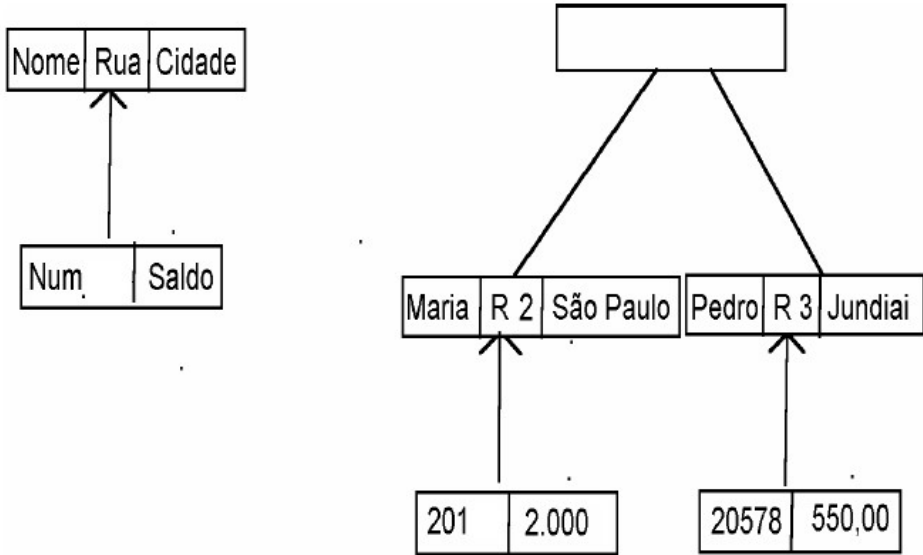 Nome Rua Cidade
Num Saldo
Maria R 2 São Paulo
Pedro R 3 Jundiai
201 2.000
20578 550,00